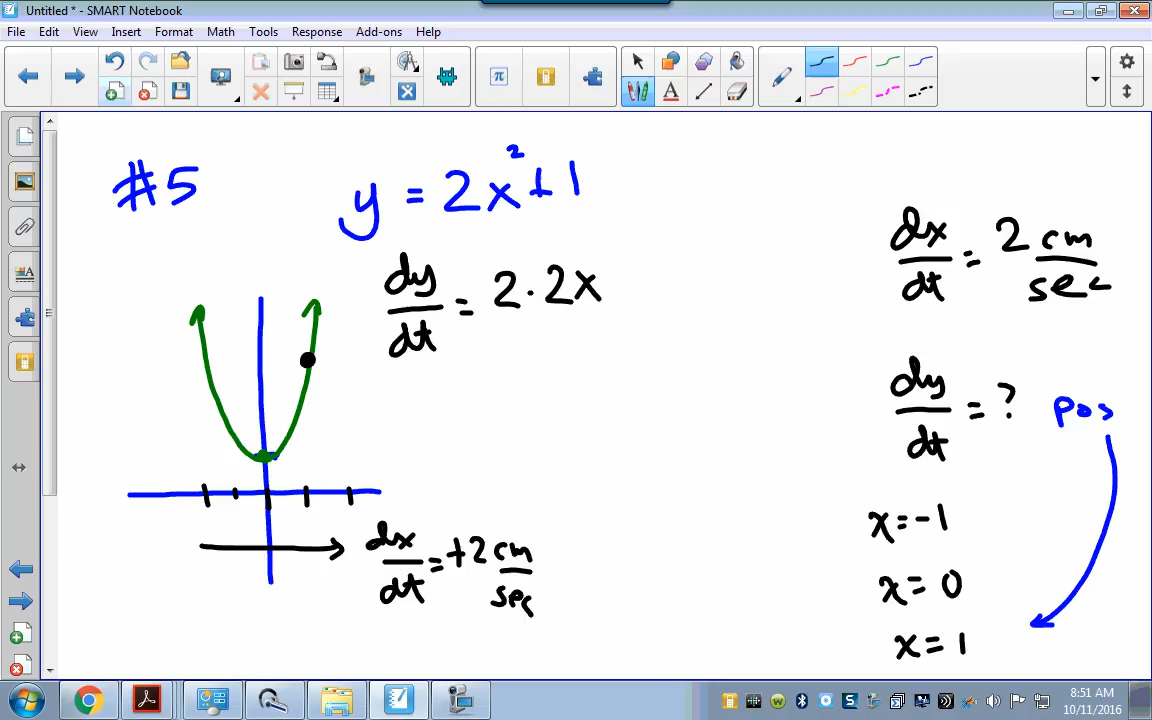 Untitled * - SMART Notebook
File Edit View Insert Format Math Tools Response Add-ons Help
#5
y = 2x² + 1
dy/dt = 2 · 2x
dx/dt = 2 cm/sec
dy/dt = ? pos
x = -1
dx/dt = +2 cm/sec
x = 0
x = 1
8:51 AM
10/11/2016